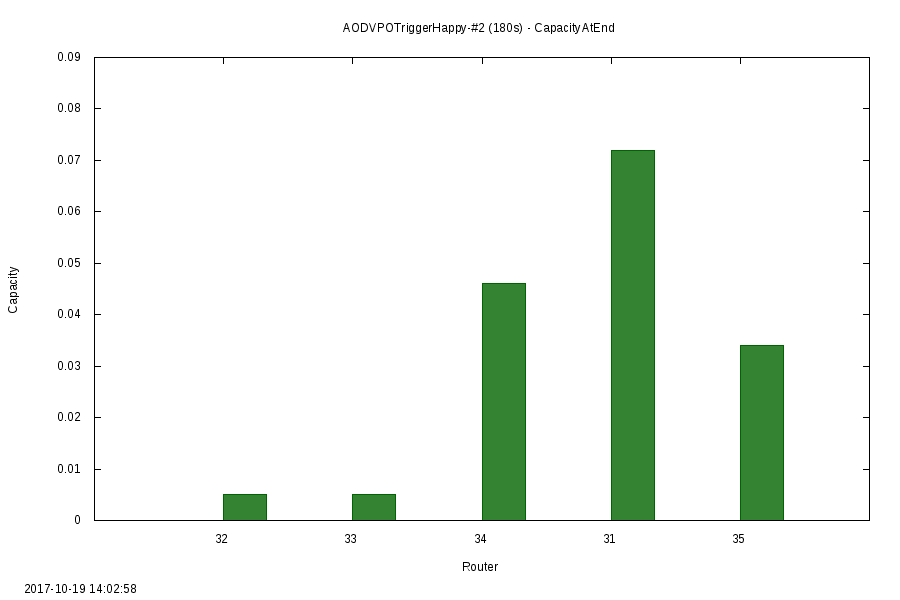 AODVPOTriggerHappy-#2 (180s) - CapacityAtEnd
0.09
0.08
0.07
0.06
0.05
0.04
0.03
0.02
0.01
0
Capacity
32 33 34 31 35
Router
2017-10-19 14:02:58